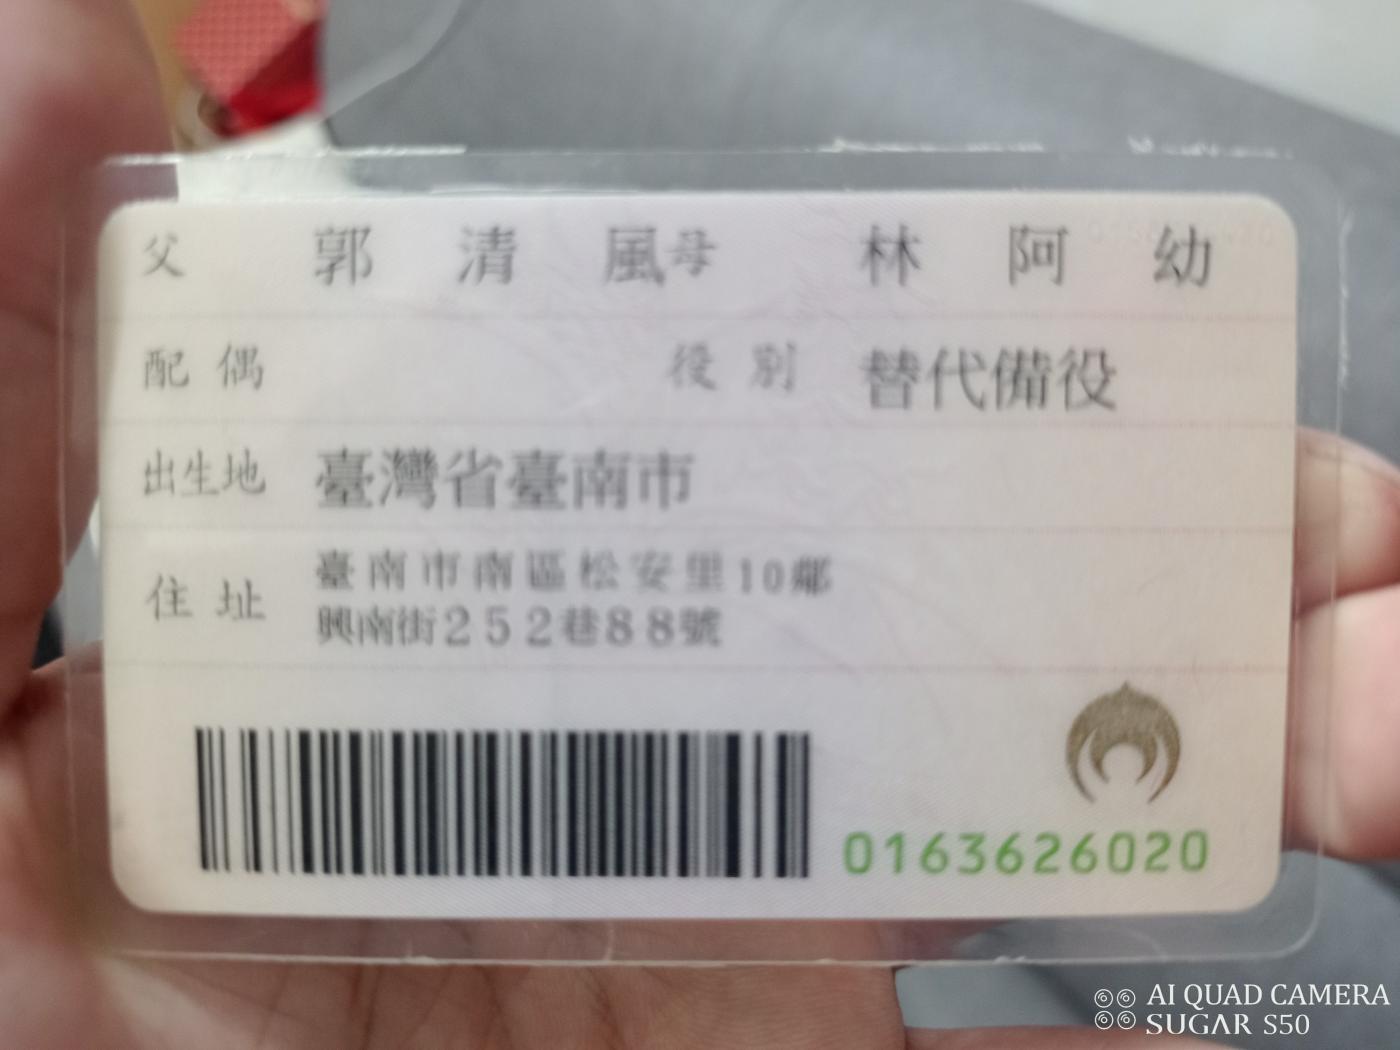 父 郭清風 母 林阿幼
配偶 役別 替代備役
出生地 臺灣省臺南市
住址 臺南市南區松安里10鄰
興南街252巷88號
0163626020
AI QUAD CAMERA
SUGAR S50